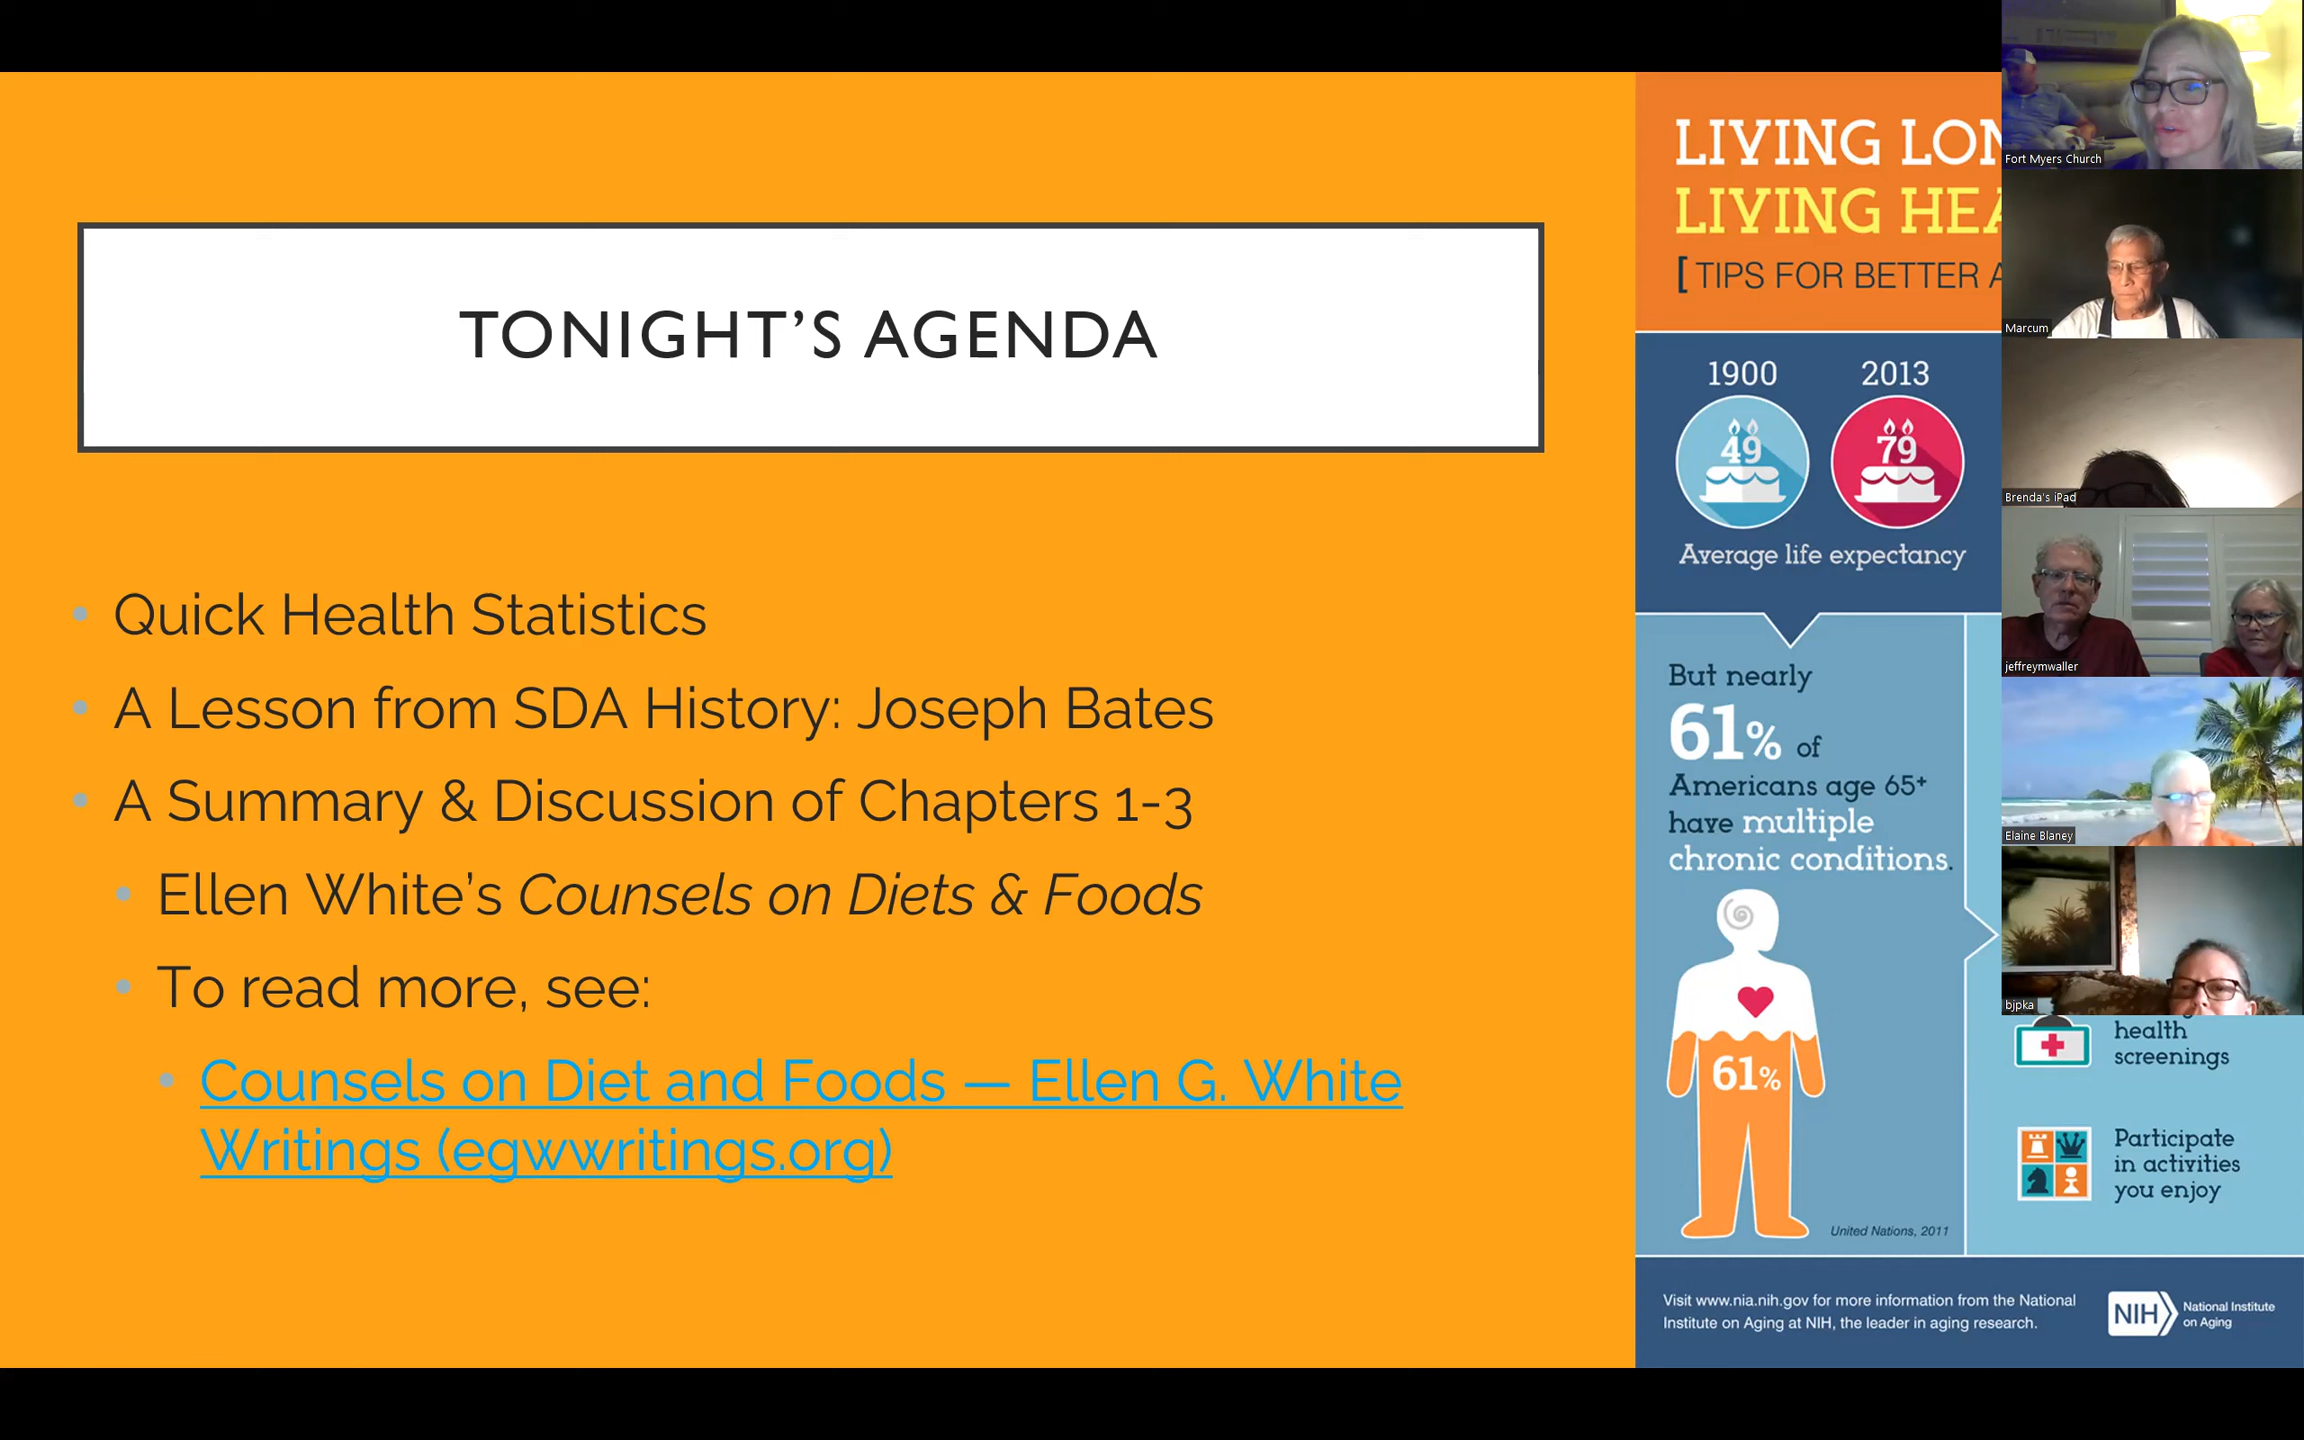 TONIGHT'S AGENDA
• Quick Health Statistics
• A Lesson from SDA History: Joseph Bates
• A Summary & Discussion of Chapters 1-3
• Ellen White's Counsels on Diets & Foods
• To read more, see:
• Counsels on Diet and Foods — Ellen G. White
Writings (egwwritings.org)
LIVING LON
LIVING HEA
[ TIPS FOR BETTER A
1900 2013
49 79
Average life expectancy
But nearly
61% of
Americans age 65+
have multiple
chronic conditions.
61%
United Nations, 2011
health
screenings
Participate
in activities
you enjoy
Visit www.nia.nih.gov for more information from the National
Institute on Aging at NIH, the leader in aging research.
NIH National Institute
on Aging
Fort Myers Church
Marcum
Brenda's iPad
jeffreymwaller
Elaine Blaney
bjpka